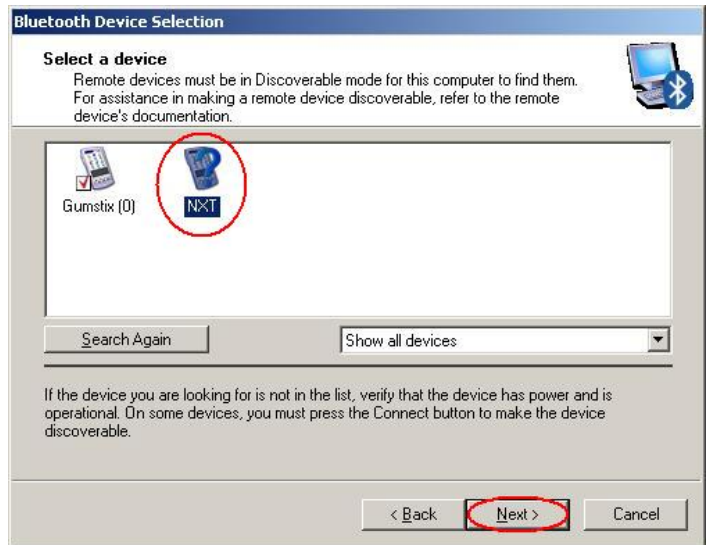 Bluetooth Device Selection
Select a device
Remote devices must be in Discoverable mode for this computer to find them.
For assistance in making a remote device discoverable, refer to the remote
device's documentation.
Gumstix (0)
NXT
Search Again
Show all devices
If the device you are looking for is not in the list, verify that the device has power and is
operational. On some devices, you must press the Connect button to make the device
discoverable.
< Back
Next >
Cancel